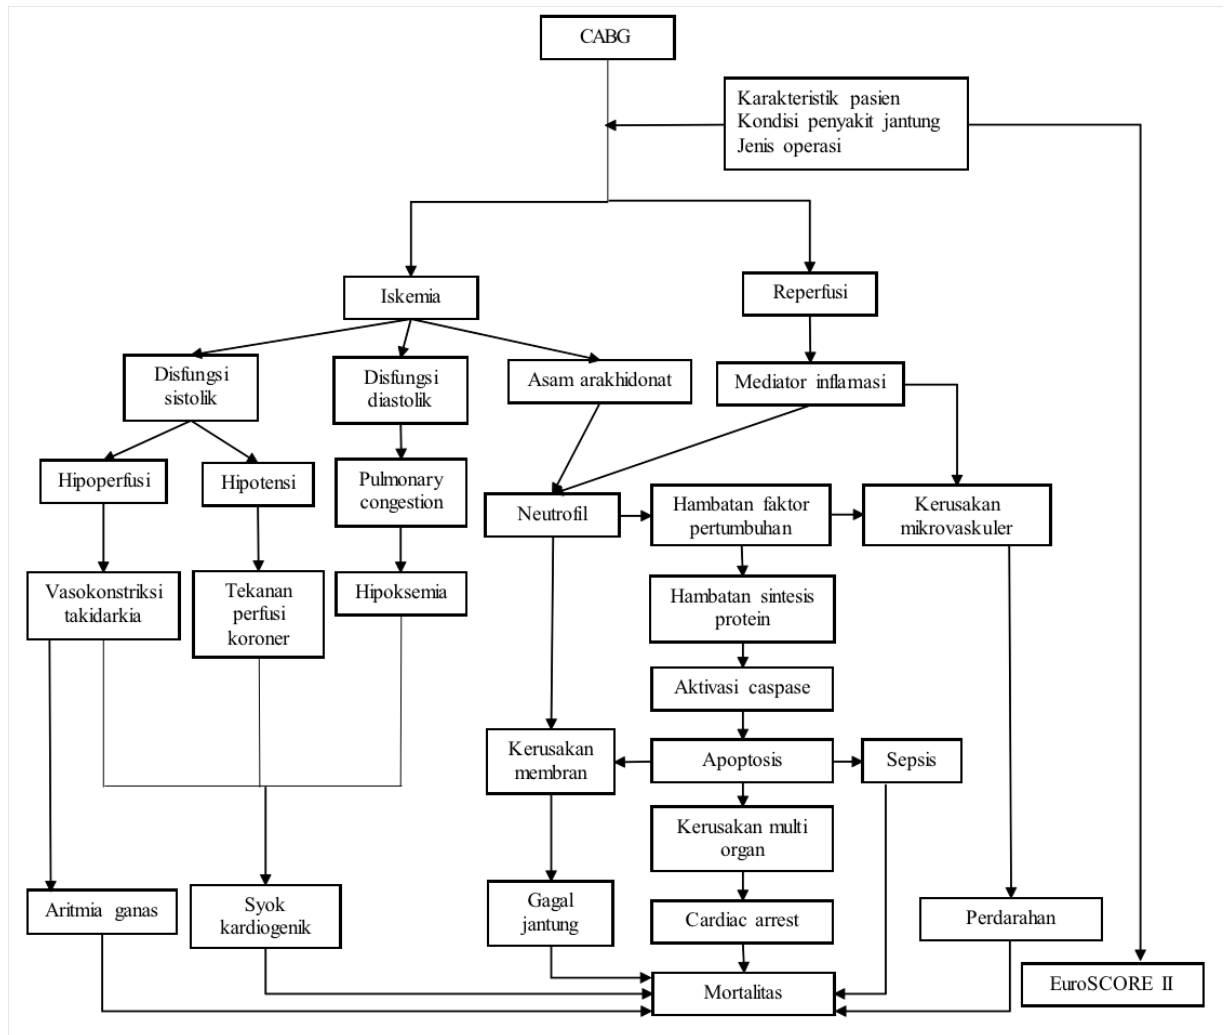 CABG
Karakteristik pasien
Kondisi penyakit jantung
Jenis operasi
Iskemia
Reperfusi
Disfungsi
sistolik
Disfungsi
diastolik
Asam arakhidonat
Mediator inflamasi
Hipoperfusi
Hipotensi
Pulmonary
congestion
Neutrofil
Hambatan faktor
pertumbuhan
Kerusakan
mikrovaskuler
Vasokonstriksi
takidarkia
Tekanan
perfusi
koroner
Hipoksemia
Hambatan sintesis
protein
Aktivasi caspase
Kerusakan
membran
Apoptosis
Sepsis
Kerusakan multi
organ
Aritmia ganas
Syok
kardiogenik
Gagal
jantung
Cardiac arrest
Perdarahan
Mortalitas
EuroSCORE II